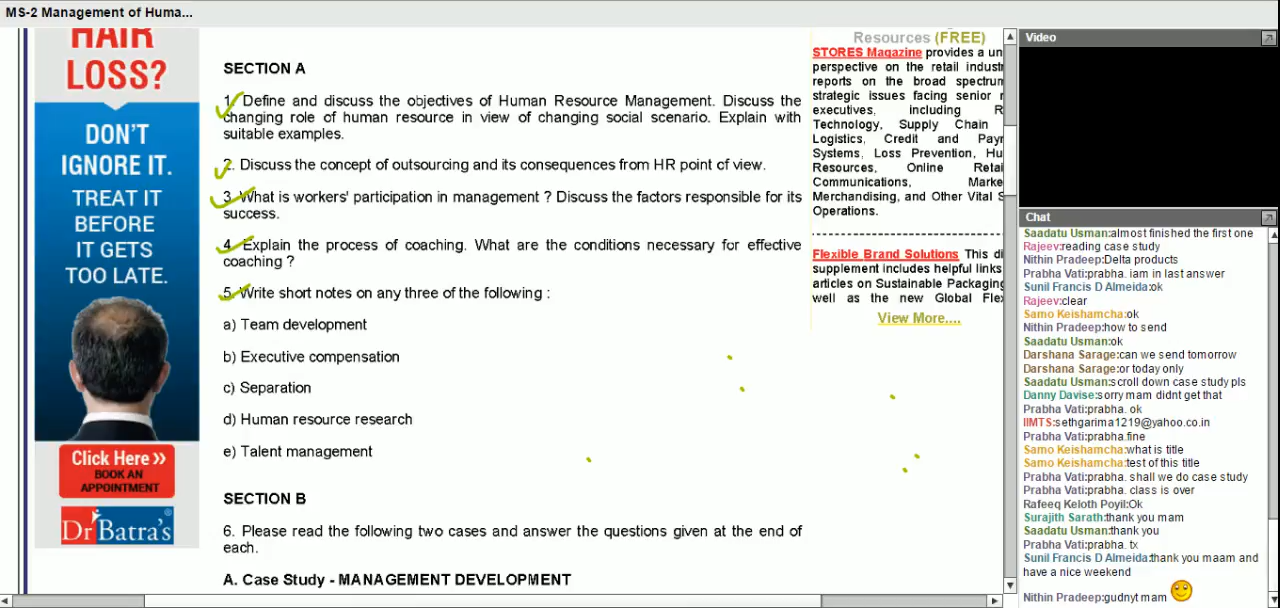 MS-2 Management of Huma...
HAIR
LOSS?
DON'T
IGNORE IT.
TREAT IT
BEFORE
IT GETS
TOO LATE.
Click Here »
BOOK AN
APPOINTMENT
Dr Batra's®
SECTION A
1. Define and discuss the objectives of Human Resource Management. Discuss the
changing role of human resource in view of changing social scenario. Explain with
suitable examples.
2. Discuss the concept of outsourcing and its consequences from HR point of view.
3. What is workers' participation in management ? Discuss the factors responsible for its
success.
4. Explain the process of coaching. What are the conditions necessary for effective
coaching ?
5. Write short notes on any three of the following :
a) Team development
b) Executive compensation
c) Separation
d) Human resource research
e) Talent management
SECTION B
6. Please read the following two cases and answer the questions given at the end of
each.
A. Case Study - MANAGEMENT DEVELOPMENT
Resources (FREE)
STORES Magazine provides a un
perspective on the retail industr
reports on the broad spectrum
strategic issues facing senior r
executives, including R
Technology, Supply Chain
Logistics, Credit and Payr
Systems, Loss Prevention, Hu
Resources, Online Retai
Communications, Marke
Merchandising, and Other Vital S
Operations.
Flexible Brand Solutions This di
supplement includes helpful links
articles on Sustainable Packaging
well as the new Global Flex
View More....
Video
Chat
Saadatu Usman:almost finished the first one
Rajeev:reading case study
Nithin Pradeep:Delta products
Prabha Vati:prabha. iam in last answer
Sunil Francis D Almeida:ok
Rajeev:clear
Samo Keishamcha:ok
Nithin Pradeep:how to send
Saadatu Usman:ok
Darshana Sarage:can we send tomorrow
Darshana Sarage:or today only
Saadatu Usman:scroll down case study pls
Danny Davise:sorry mam didnt get that
Prabha Vati:prabha. ok
IIMTS:sethgarima1219@yahoo.co.in
Prabha Vati:prabha.fine
Samo Keishamcha:what is title
Samo Keishamcha:test of this title
Prabha Vati:prabha. shall we do case study
Prabha Vati:prabha. class is over
Rafeeq Keloth Poyil:Ok
Surajith Sarath:thank you mam
Saadatu Usman:thank you
Prabha Vati:prabha. tx
Sunil Francis D Almeida:thank you maam and
have a nice weekend
Nithin Pradeep:gudnyt mam